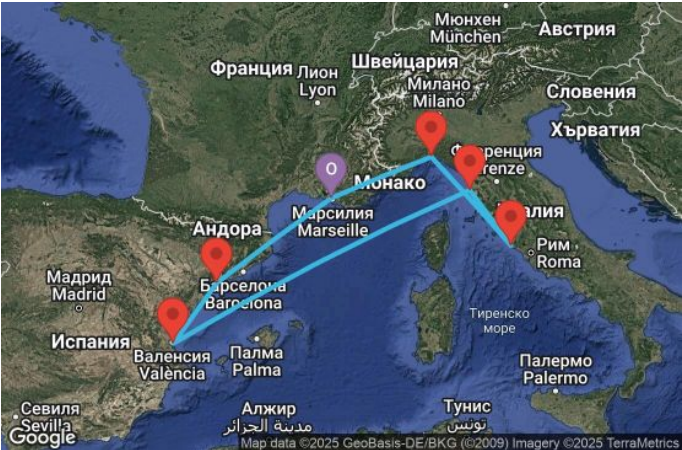 Мюнхен
München
Австрия
Франция
Лион
Lyon
Швейцария
Милано
Milano
Словения
Хърватия
Монако
Марсилия
Marseille
Андора
Италия
Рим
Roma
Мадрид
Madrid
Барселона
Barcelona
Испания
Валенсия
València
Палма
Palma
Тиренско
море
Палермо
Palermo
Севиля
Sevilla
Алжир
مدينة الجزائر
Тунис
تونس
O
Google
Map data ©2025 GeoBasis-DE/BKG (©2009) Imagery ©2025 TerraMetrics